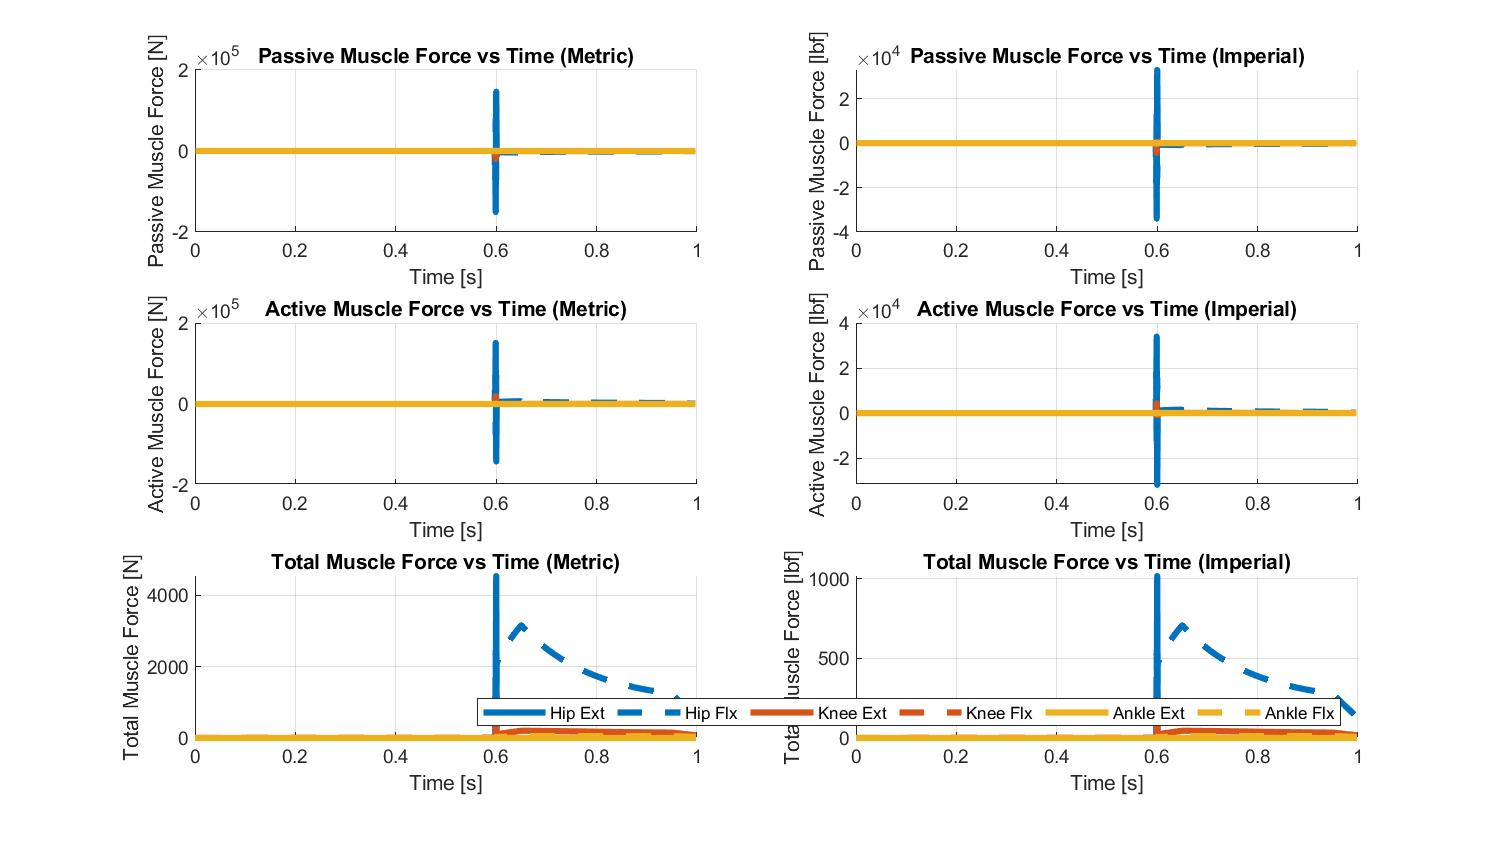 Passive Muscle Force vs Time (Metric)
×10^5
Passive Muscle Force [N]
2
0
-2
0 0.2 0.4 0.6 0.8 1
Time [s]
Passive Muscle Force vs Time (Imperial)
×10^4
Passive Muscle Force [lbf]
2
0
-2
-4
0 0.2 0.4 0.6 0.8 1
Time [s]
Active Muscle Force vs Time (Metric)
×10^5
Active Muscle Force [N]
2
0
-2
0 0.2 0.4 0.6 0.8 1
Time [s]
Active Muscle Force vs Time (Imperial)
×10^4
Active Muscle Force [lbf]
4
2
0
-2
0 0.2 0.4 0.6 0.8 1
Time [s]
Total Muscle Force vs Time (Metric)
Total Muscle Force [N]
4000
2000
0
0 0.2 0.4 0.6 0.8 1
Time [s]
Total Muscle Force vs Time (Imperial)
Total Muscle Force [lbf]
1000
500
0
0 0.2 0.4 0.6 0.8 1
Time [s]
Hip Ext Hip Flx Knee Ext Knee Flx Ankle Ext Ankle Flx